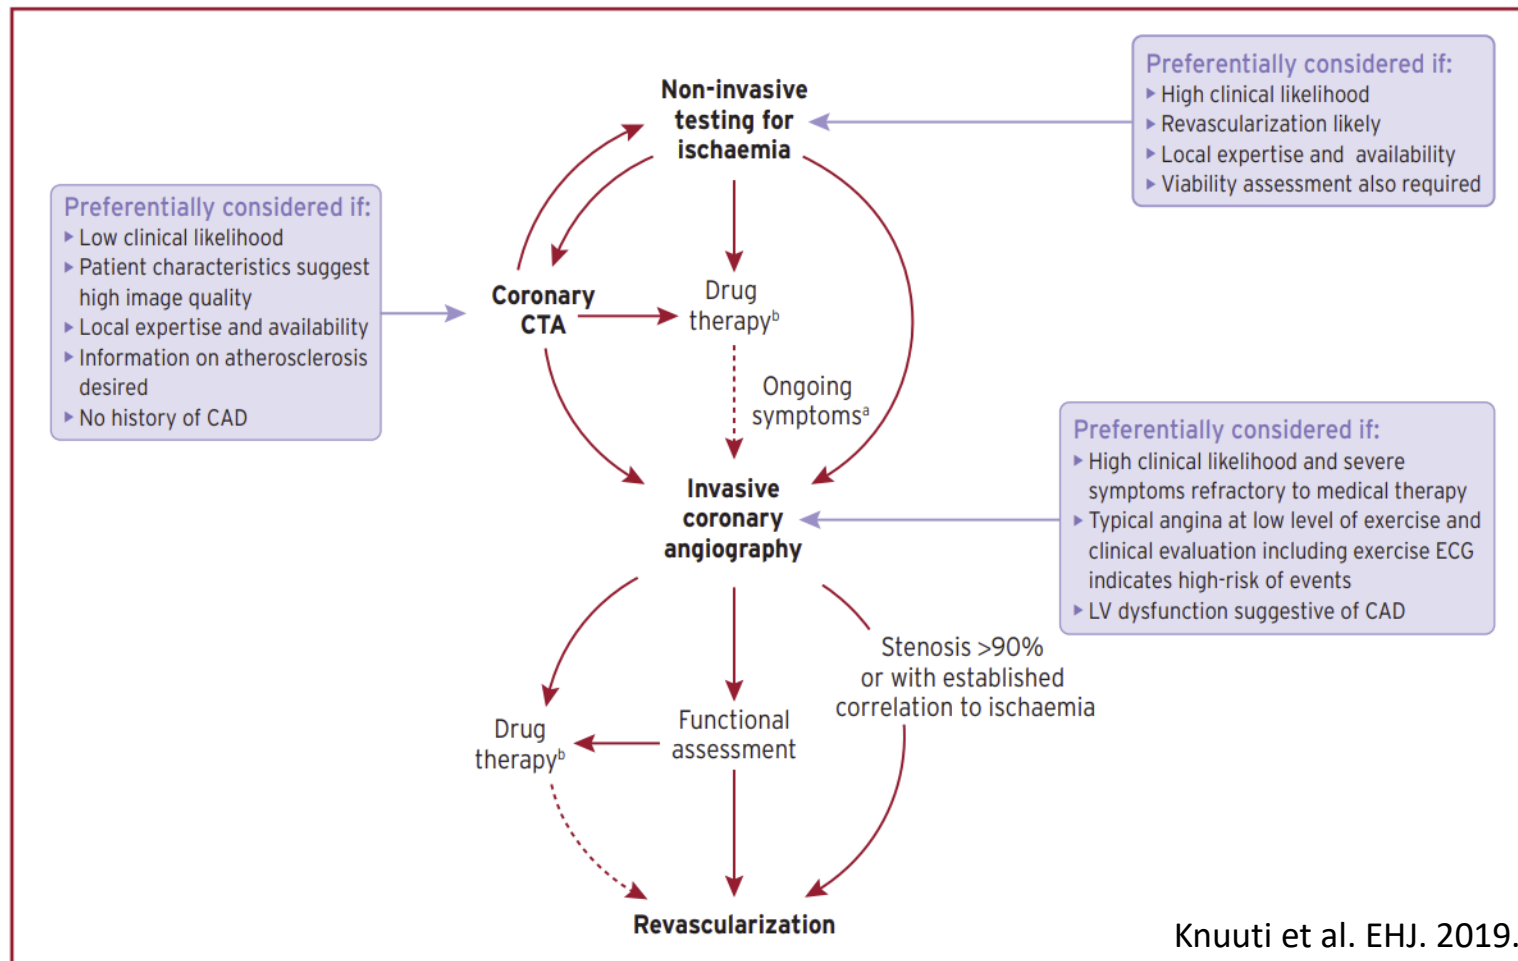 Non-invasive
testing for
ischaemia
Preferentially considered if:
▸ High clinical likelihood
▸ Revascularization likely
▸ Local expertise and availability
▸ Viability assessment also required
Preferentially considered if:
▸ Low clinical likelihood
▸ Patient characteristics suggest
high image quality
▸ Local expertise and availability
▸ Information on atherosclerosis
desired
▸ No history of CAD
Coronary
CTA
Drug
therapyᵇ
Ongoing
symptomsᵃ
Preferentially considered if:
▸ High clinical likelihood and severe
symptoms refractory to medical therapy
▸ Typical angina at low level of exercise and
clinical evaluation including exercise ECG
indicates high-risk of events
▸ LV dysfunction suggestive of CAD
Invasive
coronary
angiography
Stenosis >90%
or with established
correlation to ischaemia
Drug
therapyᵇ
Functional
assessment
Revascularization
Knuuti et al. EHJ. 2019.